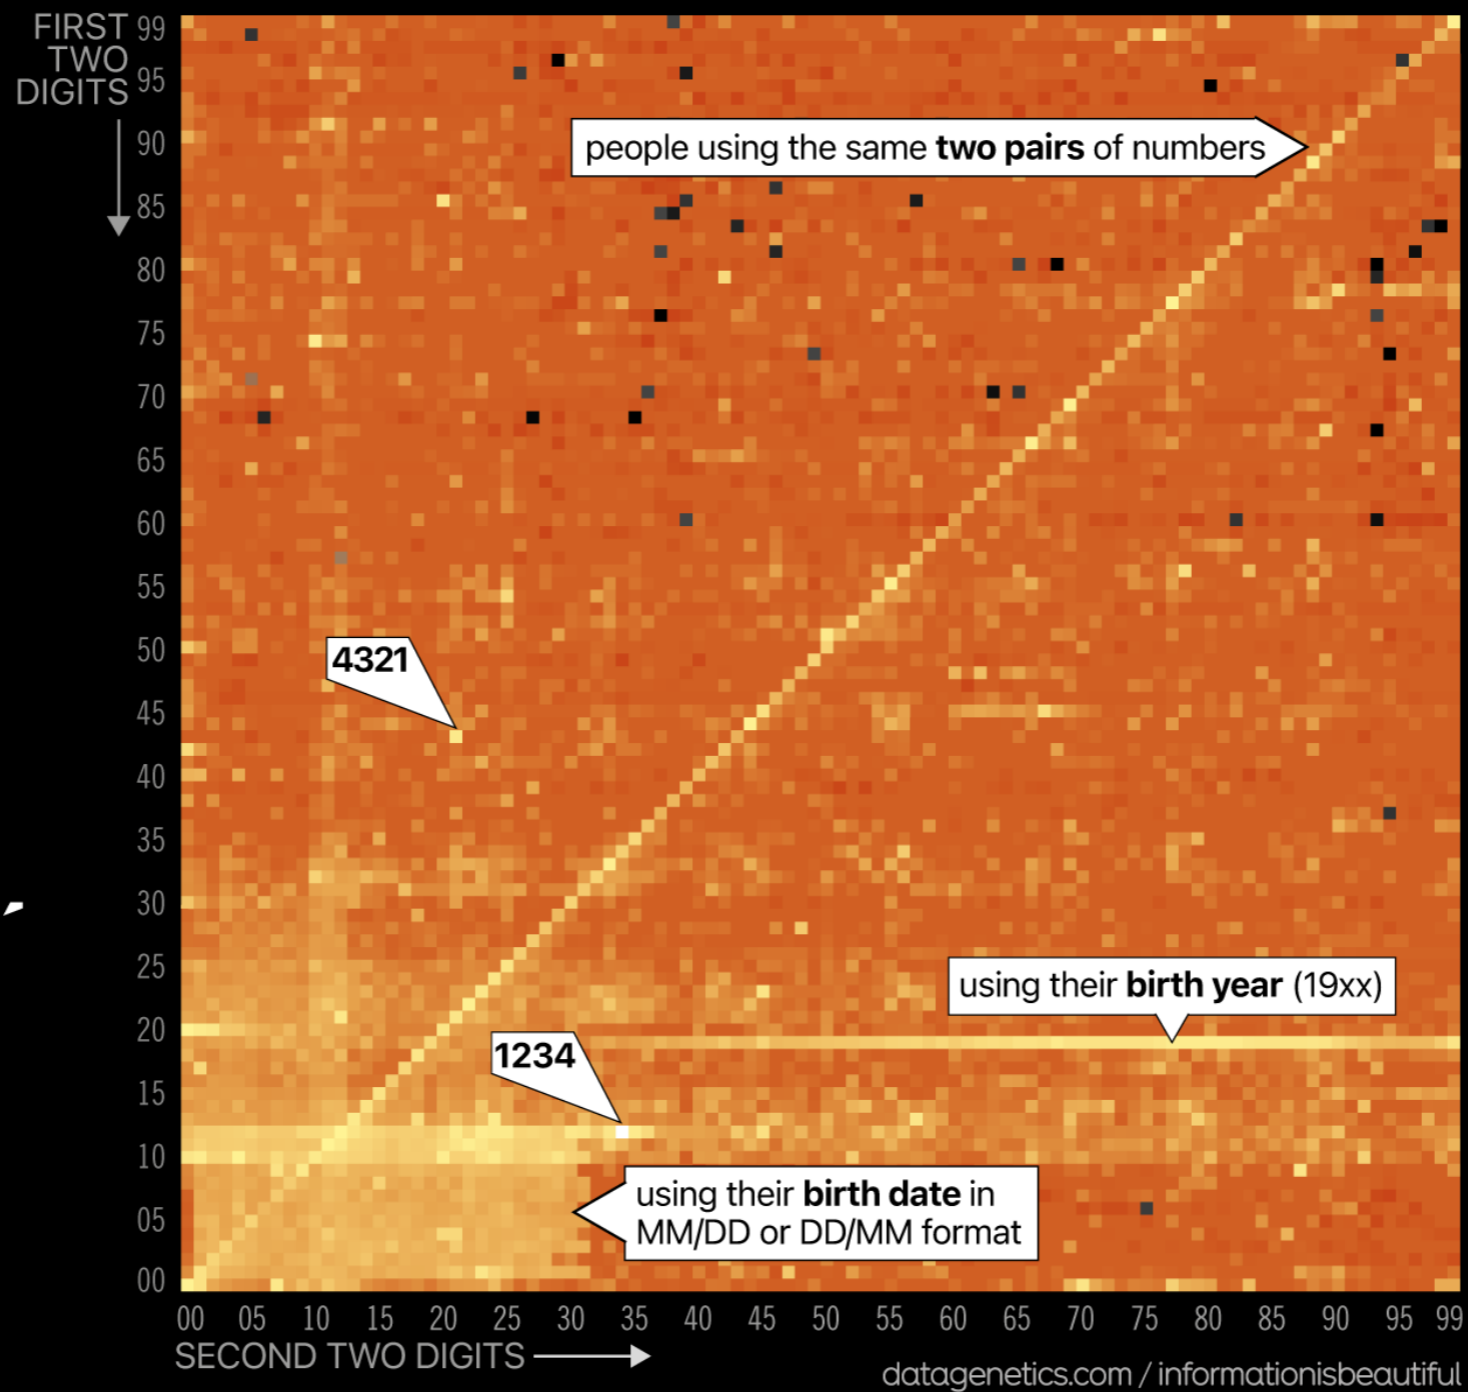 FIRST
TWO
DIGITS
99
95
90
85
80
75
70
65
60
55
50
45
40
35
30
25
20
15
10
05
00
people using the same two pairs of numbers
4321
using their birth year (19xx)
1234
using their birth date in
MM/DD or DD/MM format
00 05 10 15 20 25 30 35 40 45 50 55 60 65 70 75 80 85 90 95 99
SECOND TWO DIGITS
datagenetics.com / informationisbeautiful